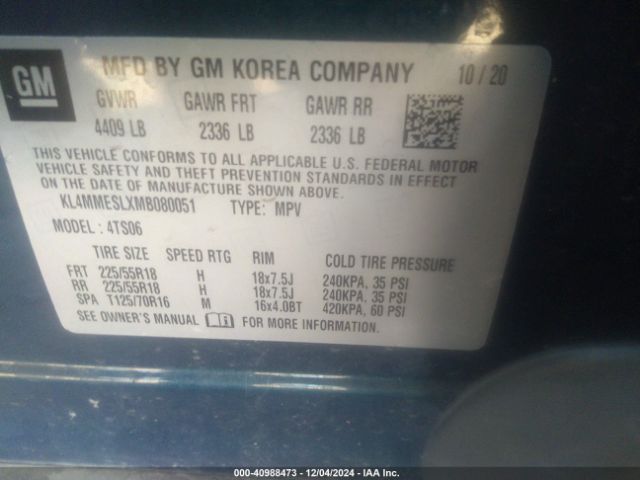 GM
MFD BY GM KOREA COMPANY 10/20
GVWR GAWR FRT GAWR RR
4409 LB 2336 LB 2336 LB
THIS VEHICLE CONFORMS TO ALL APPLICABLE U.S. FEDERAL MOTOR
VEHICLE SAFETY AND THEFT PREVENTION STANDARDS IN EFFECT
ON THE DATE OF MANUFACTURE SHOWN ABOVE.
KL4MMESLXMB080051 TYPE: MPV
MODEL: 4TS06
TIRE SIZE SPEED RTG RIM COLD TIRE PRESSURE
FRT 225/55R18 H 18x7.5J 240KPA, 35 PSI
RR 225/55R18 H 18x7.5J 240KPA, 35 PSI
SPA T125/70R16 M 16x4.0BT 420KPA, 60 PSI
SEE OWNER'S MANUAL FOR MORE INFORMATION.
000-40988473 - 12/04/2024 - IAA Inc.